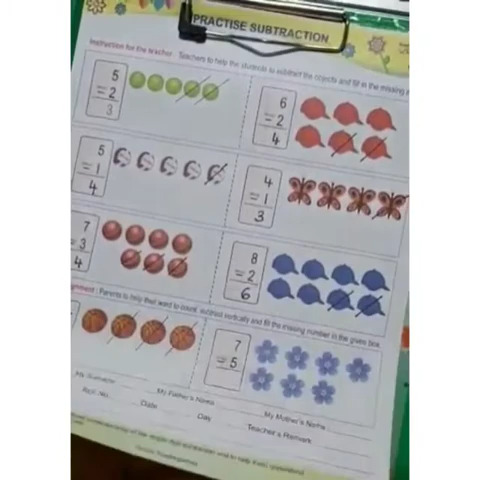 PRACTISE SUBTRACTION
Instruction for the teacher : Teachers to help the students to subtract the objects and fill in the missing
5
= 2
3
6
= 2
4
5
= 1
4
4
= 1
3
7
= 3
4
8
= 2
6
Parents to help their ward to count, subtract vertically and fill the missing number in the given box.
7
= 5
My Father's Name
My Mother's Name
Roll No.
Date
Day
Teacher's Remark